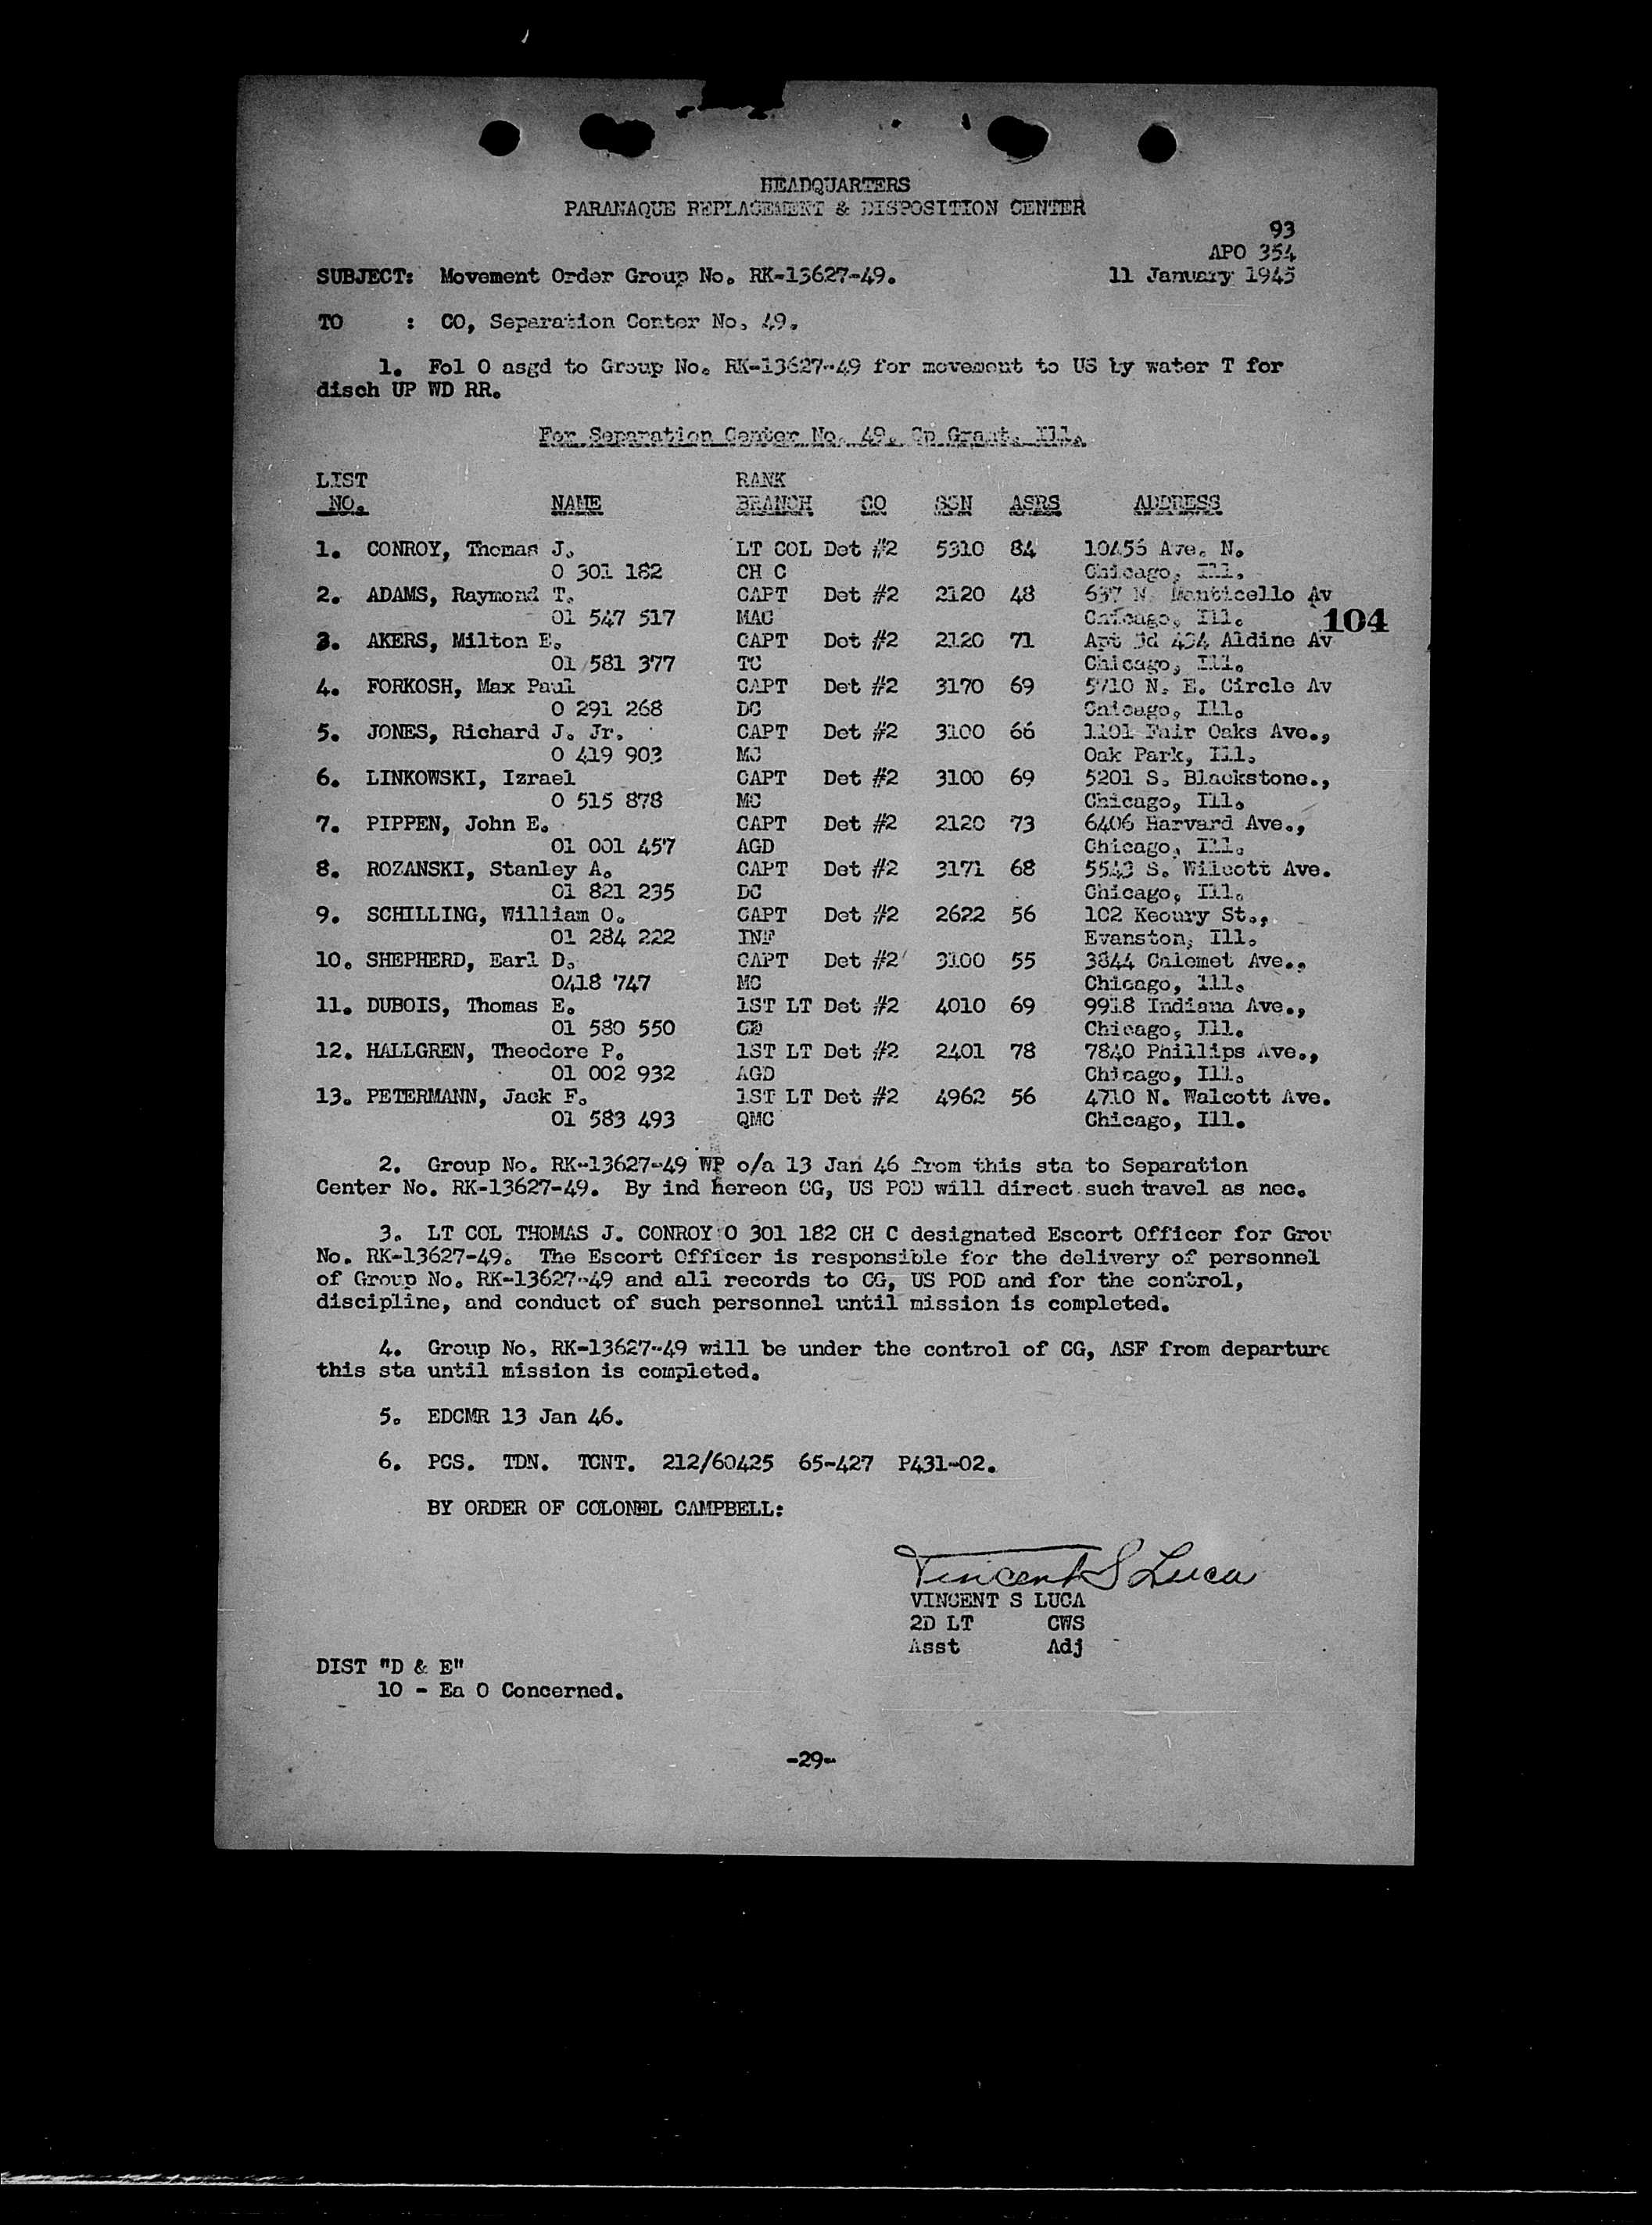 HEADQUARTERS
PARANAQUE REPLACEMENT & DISPOSITION CENTER
93
APO 354
SUBJECT: Movement Order Group No. RK-13627-49. 11 January 1945
TO : CO, Separation Center No. 49.
1. Fol O asgd to Group No. RK-13627-49 for movement to US by water T for
disch UP WD RR.
For Separation Center No. 49, Cp Grant, Ill.
LIST RANK
NO. NAME BRANCH CO SSN ASRS ADDRESS
1. CONROY, Thomas J. LT COL Det #2 5310 84 10456 Ave. N.
O 301 182 CH C Chicago, Ill.
2. ADAMS, Raymond T. CAPT Det #2 2120 48 637 N. Monticello Av
01 547 517 MAC Chicago, Ill. 104
3. AKERS, Milton E. CAPT Det #2 2120 71 Apt 3d 434 Aldine Av
01 581 377 TC Chicago, Ill.
4. FORKOSH, Max Paul CAPT Det #2 3170 69 5710 N. E. Circle Av
O 291 268 DC Chicago, Ill.
5. JONES, Richard J. Jr. CAPT Det #2 3100 66 1101 Fair Oaks Ave.,
O 419 903 MC Oak Park, Ill.
6. LINKOWSKI, Izrael CAPT Det #2 3100 69 5201 S. Blackstone.,
O 515 878 MC Chicago, Ill.
7. PIPPEN, John E. CAPT Det #2 2120 73 6406 Harvard Ave.,
01 001 457 AGD Chicago, Ill.
8. ROZANSKI, Stanley A. CAPT Det #2 3171 68 5543 S. Wilcott Ave.
01 821 235 DC Chicago, Ill.
9. SCHILLING, William O. CAPT Det #2 2622 56 102 Keoury St.,
01 284 222 INF Evanston, Ill.
10. SHEPHERD, Earl D. CAPT Det #2 3100 55 3844 Calemet Ave.,
0418 747 MC Chicago, Ill.
11. DUBOIS, Thomas E. 1ST LT Det #2 4010 69 9918 Indiana Ave.,
01 580 550 Chicago, Ill.
12. HALLGREN, Theodore P. 1ST LT Det #2 2401 78 7840 Phillips Ave.,
01 002 932 AGD Chicago, Ill.
13. PETERMANN, Jack F. 1ST LT Det #2 4962 56 4710 N. Walcott Ave.
01 583 493 QMC Chicago, Ill.
2. Group No. RK-13627-49 WP o/a 13 Jan 46 from this sta to Separation
Center No. RK-13627-49. By ind hereon CG, US POD will direct such travel as nec.
3. LT COL THOMAS J. CONROY O 301 182 CH C designated Escort Officer for Grou
No. RK-13627-49. The Escort Officer is responsible for the delivery of personnel
of Group No. RK-13627-49 and all records to CG, US POD and for the control,
discipline, and conduct of such personnel until mission is completed.
4. Group No. RK-13627-49 will be under the control of CG, ASF from departure
this sta until mission is completed.
5. EDCMR 13 Jan 46.
6. PCS. TDN. TCNT. 212/60425 65-427 P431-02.
BY ORDER OF COLONEL CAMPBELL:
Vincent S Luca
VINCENT S LUCA
2D LT CWS
Asst Adj
DIST "D & E"
10 - Ea O Concerned.
-29-